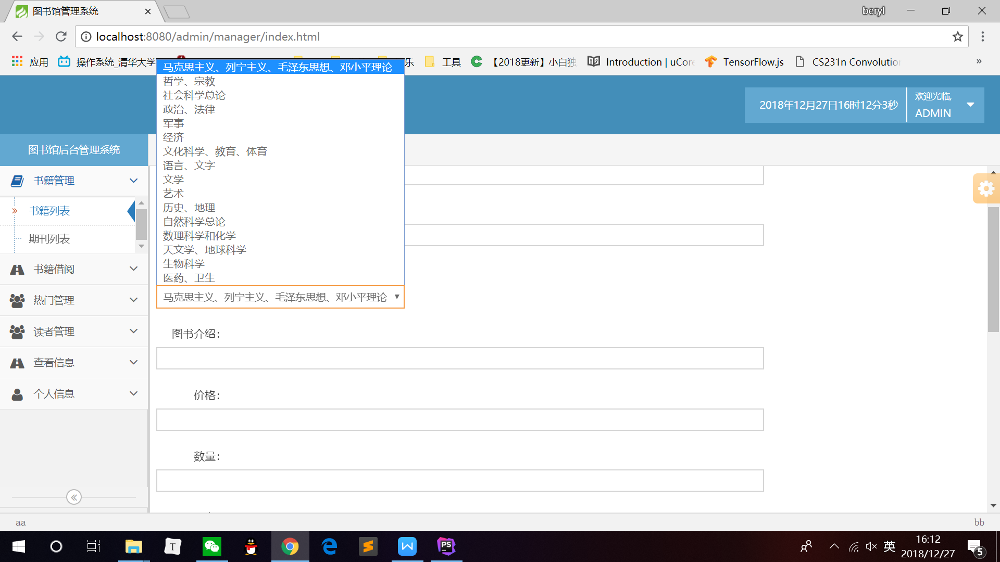 图书馆管理系统
beryl
localhost:8080/admin/manager/index.html
应用
操作系统_清华大学
乐
工具
【2018更新】小白独
Introduction | uCore
TensorFlow.js
CS231n Convolution
»
2018年12月27日16时12分3秒
欢迎光临,
ADMIN
图书馆后台管理系统
书籍管理
书籍列表
期刊列表
书籍借阅
热门管理
读者管理
查看信息
个人信息
马克思主义、列宁主义、毛泽东思想、邓小平理论
哲学、宗教
社会科学总论
政治、法律
军事
经济
文化科学、教育、体育
语言、文字
文学
艺术
历史、地理
自然科学总论
数理科学和化学
天文学、地球科学
生物科学
医药、卫生
马克思主义、列宁主义、毛泽东思想、邓小平理论
图书介绍：
价格：
数量：
aa
bb
T
PS
英
16:12
2018/12/27
5